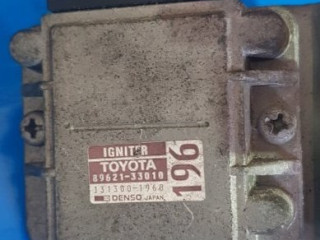 IGNITER
TOYOTA
89621-33010
131300-1960
DENSO JAPAN
196